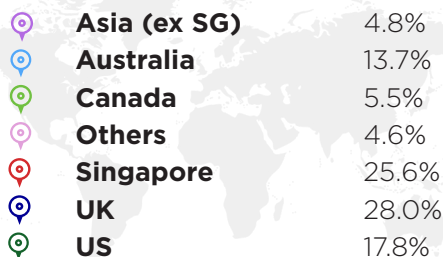 Asia (ex SG) 4.8%
Australia 13.7%
Canada 5.5%
Others 4.6%
Singapore 25.6%
UK 28.0%
US 17.8%